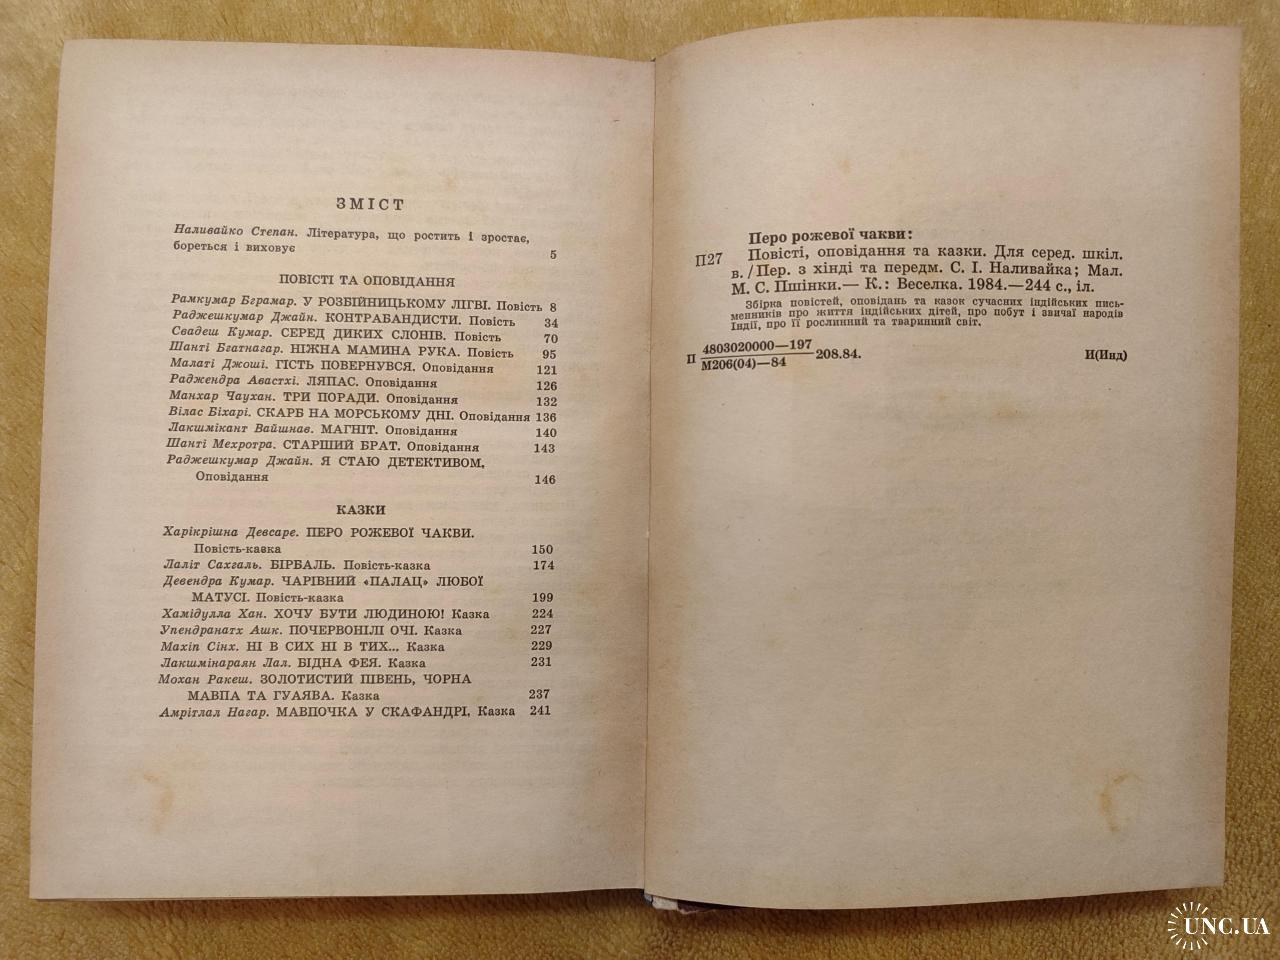 ЗМІСТ
Наливайко Степан. Література, що ростить і зростає,
бореться і виховує 5
ПОВІСТІ ТА ОПОВІДАННЯ
Рамкумар Бграмар. У РОЗБІЙНИЦЬКОМУ ЛІГВІ. Повість 8
Раджешкумар Джайн. КОНТРАБАНДИСТИ. Повість 34
Свадеш Кумар. СЕРЕД ДИКИХ СЛОНІВ. Повість 70
Шанті Бгатнагар. НІЖНА МАМИНА РУКА. Повість 95
Малаті Джоші. ГІСТЬ ПОВЕРНУВСЯ. Оповідання 121
Раджендра Авастхі. ЛЯПАС. Оповідання 126
Манхар Чаухан. ТРИ ПОРАДИ. Оповідання 132
Вілас Біхарі. СКАРБ НА МОРСЬКОМУ ДНІ. Оповідання 136
Лакшмікант Вайшнав. МАГНІТ. Оповідання 140
Шанті Мехротра. СТАРШИЙ БРАТ. Оповідання 143
Раджешкумар Джайн. Я СТАЮ ДЕТЕКТИВОМ.
Оповідання 146
КАЗКИ
Харікрішна Девсаре. ПЕРО РОЖЕВОЇ ЧАКВИ.
Повість-казка 150
Лаліт Сахгаль. БІРБАЛЬ. Повість-казка 174
Девендра Кумар. ЧАРІВНИЙ «ПАЛАЦ» ЛЮБОЇ
МАТУСІ. Повість-казка 199
Хамідулла Хан. ХОЧУ БУТИ ЛЮДИНОЮ! Казка 224
Упендранатх Ашк. ПОЧЕРВОНІЛІ ОЧІ. Казка 227
Махіп Сінх. НІ В СИХ НІ В ТИХ... Казка 229
Лакшмінараян Лал. БІДНА ФЕЯ. Казка 231
Мохан Ракеш. ЗОЛОТИСТИЙ ПІВЕНЬ, ЧОРНА
МАВПА ТА ГУАЯВА. Казка 237
Амрітлал Нагар. МАВПОЧКА У СКАФАНДРІ. Казка 241
Перо рожевої чакви:
П27 Повісті, оповідання та казки. Для серед. шкіл.
в. / Пер. з хінді та передм. С. І. Наливайка; Мал.
М. С. Пшінки.— К.: Веселка. 1984.—244 с., іл.
Збірка повістей, оповідань та казок сучасних індійських пись-
менників про життя індійських дітей, про побут і звичаї народів
Індії, про її рослинний та тваринний світ.
П 4803020000—197
М206(04)—84 208.84. И(Инд)
UNC.UA